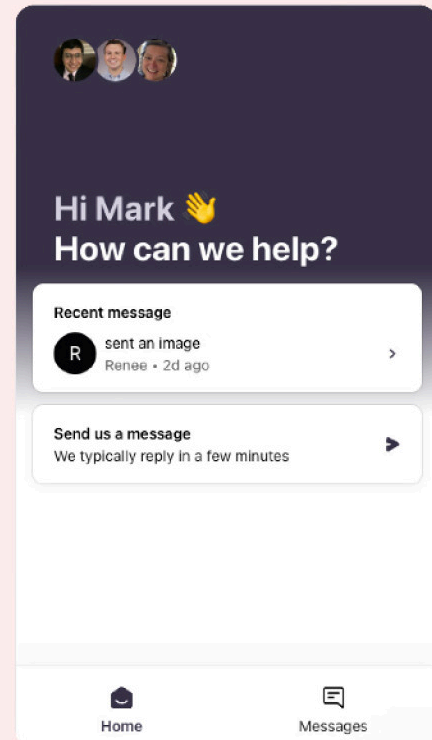 Hi Mark 👋
How can we help?
Recent message
R
sent an image
Renee • 2d ago
Send us a message
We typically reply in a few minutes
Home
Messages